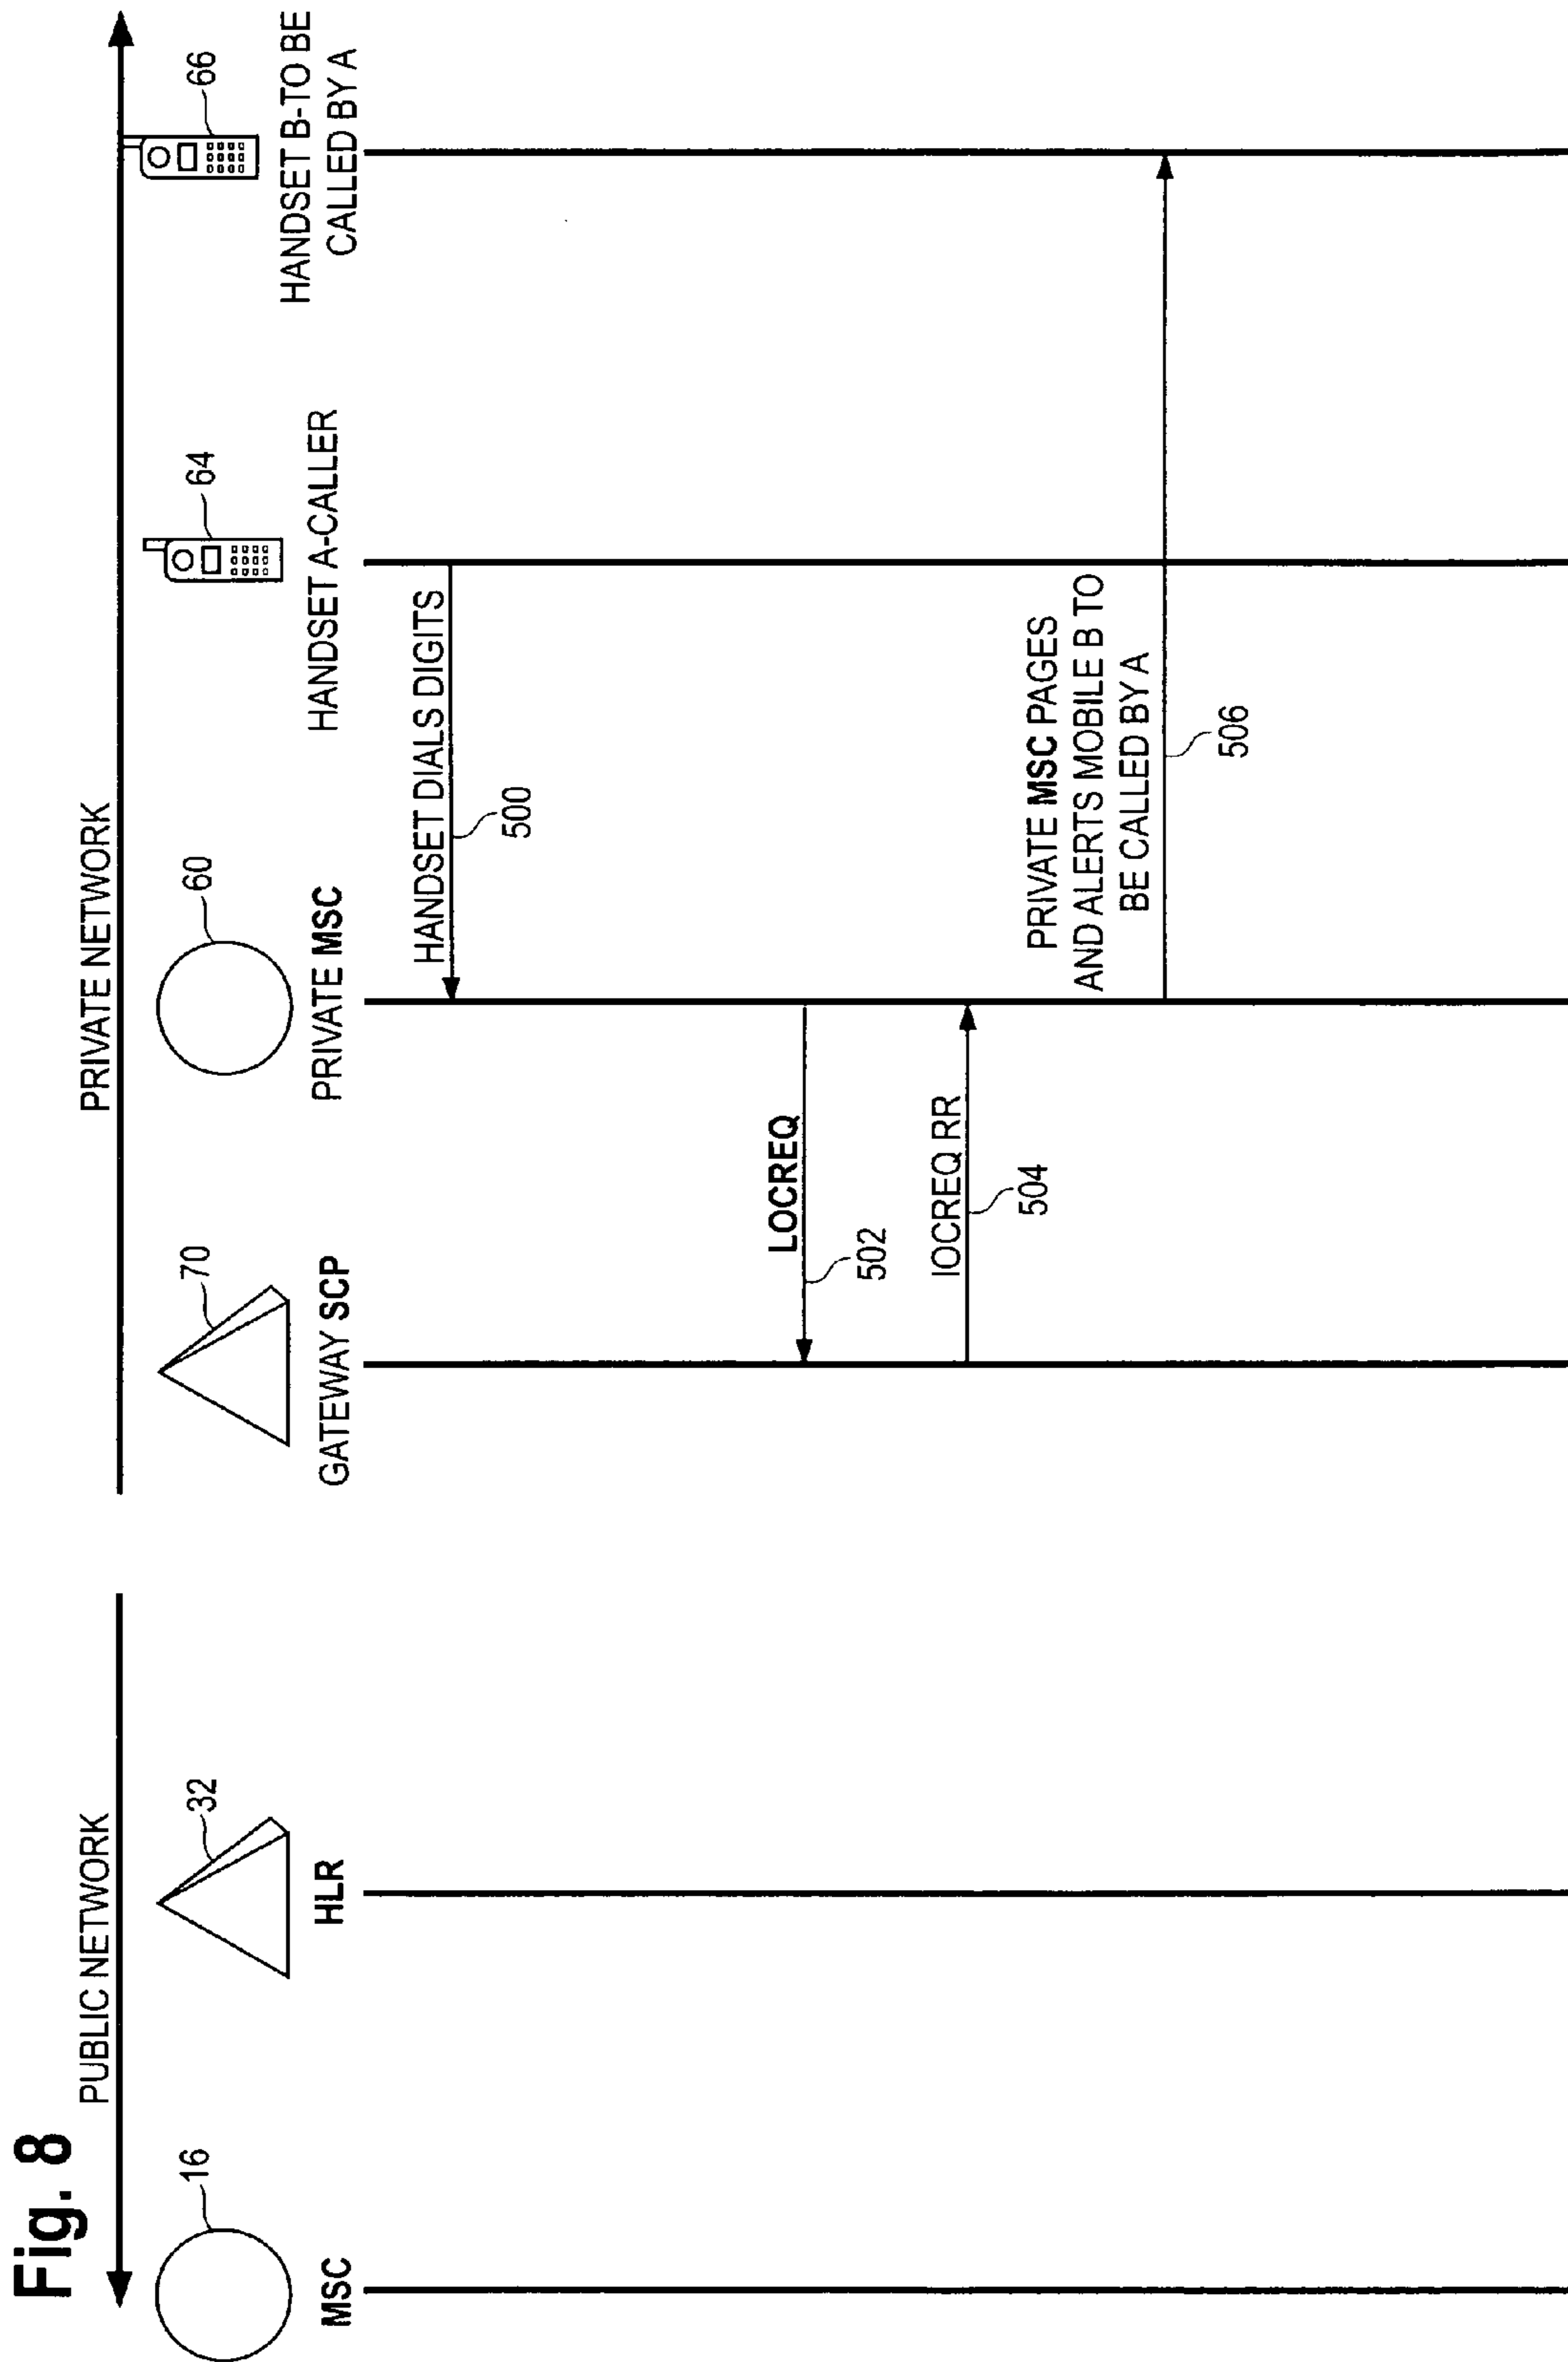 Fig. 8
PUBLIC NETWORK
PRIVATE NETWORK
16
32
70
60
64
66
MSC
HLR
GATEWAY SCP
PRIVATE MSC
HANDSET A-CALLER
HANDSET B-TO BE
CALLED BY A
HANDSET DIALS DIGITS
500
LOCREQ
502
lOCREQ RR
504
PRIVATE MSC PAGES
AND ALERTS MOBILE B TO
BE CALLED BY A
506